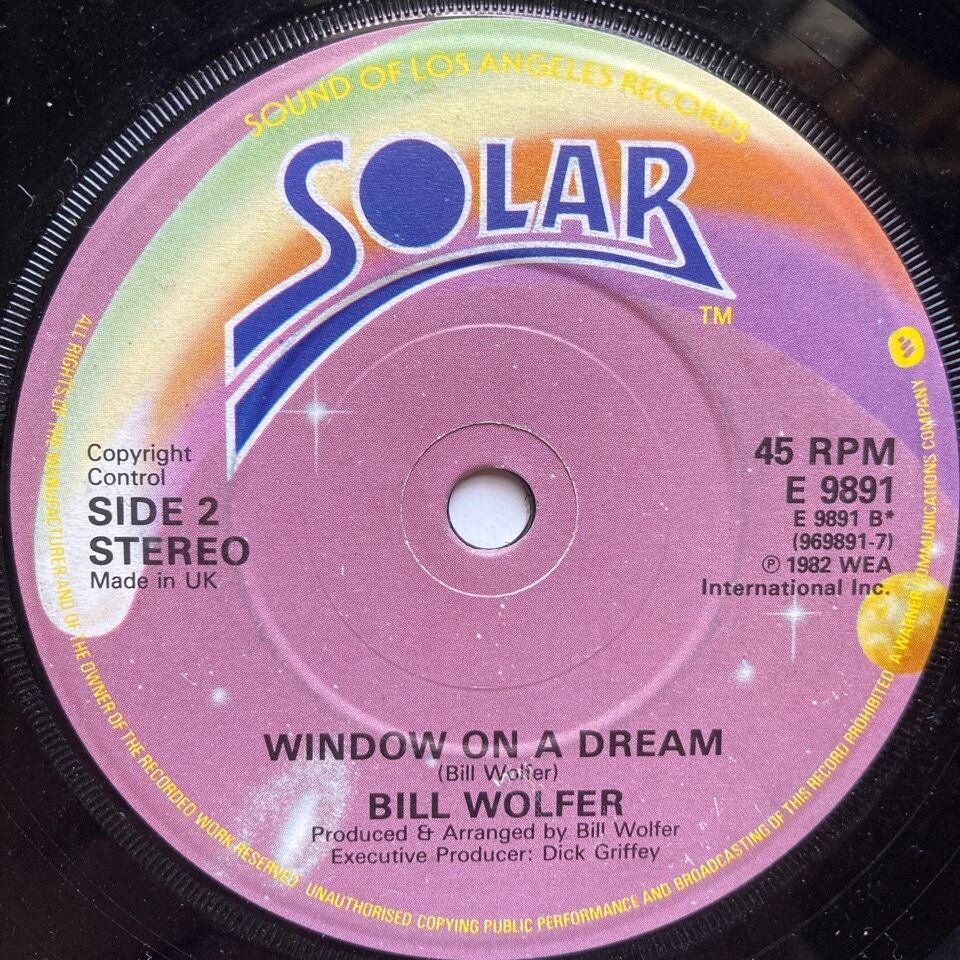 SOUND OF LOS ANGELES RECORDS
SOLAR
TM
Copyright
Control
SIDE 2
STEREO
Made in UK
45 RPM
E 9891
E 9891 B*
(969891-7)
℗ 1982 WEA
International Inc.
WINDOW ON A DREAM
(Bill Wolfer)
BILL WOLFER
Produced & Arranged by Bill Wolfer
Executive Producer: Dick Griffey
ALL RIGHTS OF THE MANUFACTURER AND OF THE OWNER OF THE RECORDED WORK RESERVED UNAUTHORISED COPYING PUBLIC PERFORMANCE AND BROADCASTING OF THIS RECORD PROHIBITED A WARNER COMMUNICATIONS COMPANY